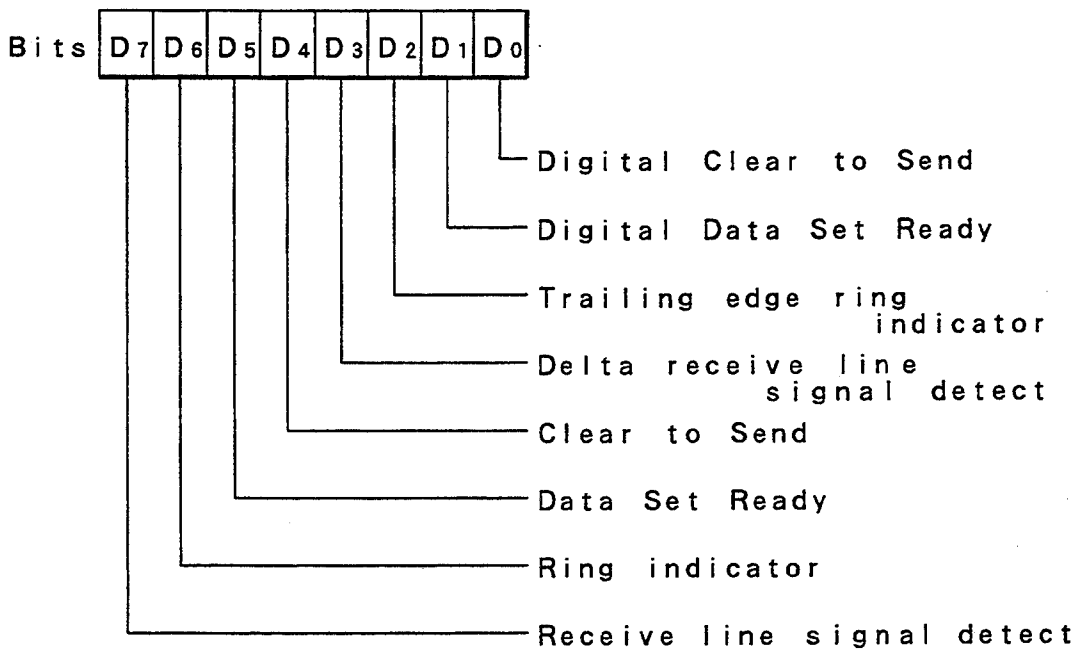 Bits D7 D6 D5 D4 D3 D2 D1 D0
Digital Clear to Send
Digital Data Set Ready
Trailing edge ring
indicator
Delta receive line
signal detect
Clear to Send
Data Set Ready
Ring indicator
Receive line signal detect